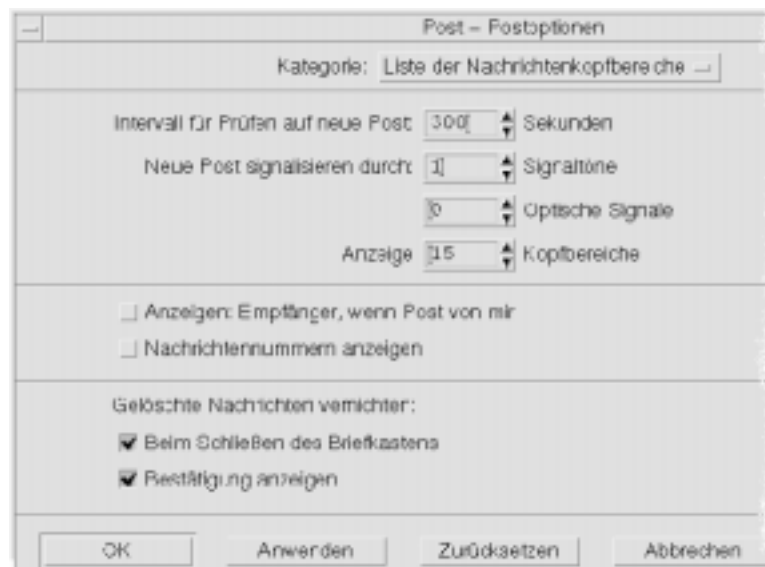 Post – Postoptionen
Kategorie: Liste der Nachrichtenkopfbereiche
Intervall für Prüfen auf neue Post: 300 Sekunden
Neue Post signalisieren durch: 1 Signaltöne
0 Optische Signale
Anzeige 15 Kopfbereiche
Anzeigen: Empfänger, wenn Post von mir
Nachrichtennummern anzeigen
Gelöschte Nachrichten vernichten:
Beim Schließen des Briefkastens
Bestätigung anzeigen
OK Anwenden Zurücksetzen Abbrechen